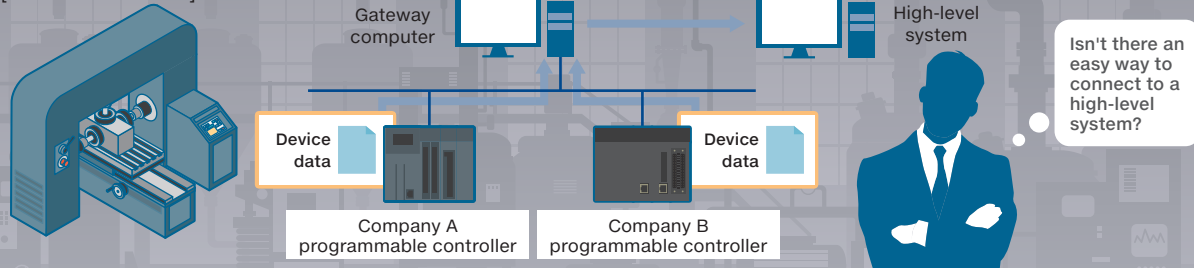 Gateway
computer
High-level
system
Isn't there an
easy way to
connect to a
high-level
system?
Device
data
Device
data
Company A
programmable controller
Company B
programmable controller